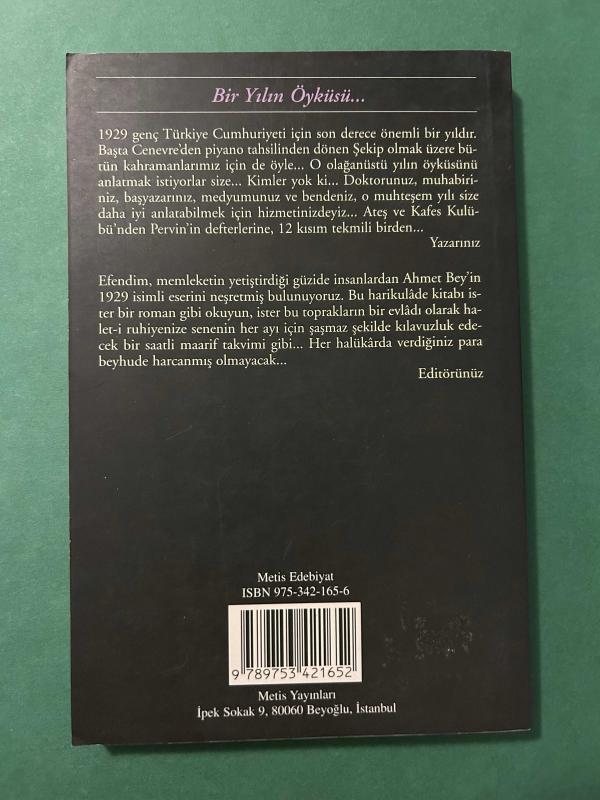 Bir Yılın Öyküsü...
1929 genç Türkiye Cumhuriyeti için son derece önemli bir yıldır.
Başta Cenevre'den piyano tahsilinden dönen Şekip olmak üzere bü-
tün kahramanlarımız için de öyle... O olağanüstü yılın öyküsünü
anlatmak istiyorlar size... Kimler yok ki... Doktorunuz, muhabiri-
niz, başyazarınız, medyumunuz ve bendeniz, o muhteşem yılı size
daha iyi anlatabilmek için hizmetinizdeyiz... Ateş ve Kafes Kulü-
bü'nden Pervin'in defterlerine, 12 kısım tekmili birden...
Yazarınız
Efendim, memleketin yetiştirdiği güzide insanlardan Ahmet Bey'in
1929 isimli eserini neşretmiş bulunuyoruz. Bu harikulâde kitabı is-
ter bir roman gibi okuyun, ister bu toprakların bir evlâdı olarak ha-
let-i ruhiyenize senenin her ayı için şaşmaz şekilde kılavuzluk ede-
cek bir saatli maarif takvimi gibi... Her halükârda verdiğiniz para
beyhude harcanmış olmayacak...
Editörünüz
Metis Edebiyat
ISBN 975-342-165-6
9 789753 421652
Metis Yayınları
İpek Sokak 9, 80060 Beyoğlu, İstanbul